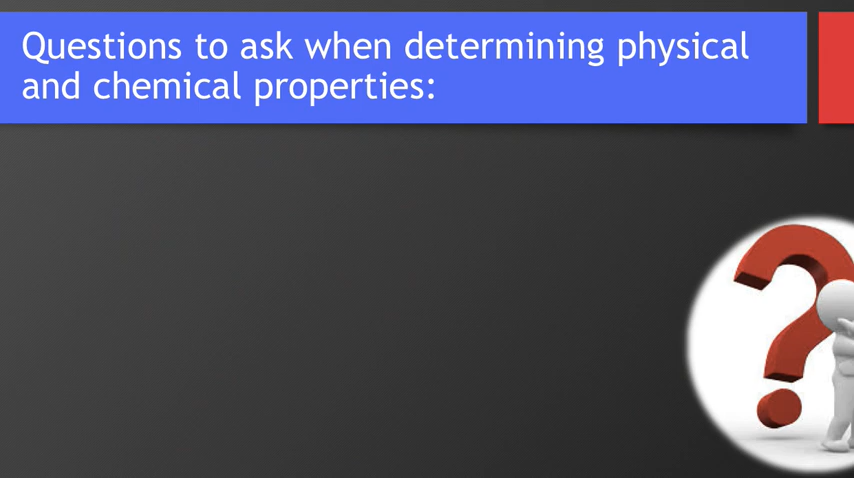 Questions to ask when determining physical
and chemical properties: